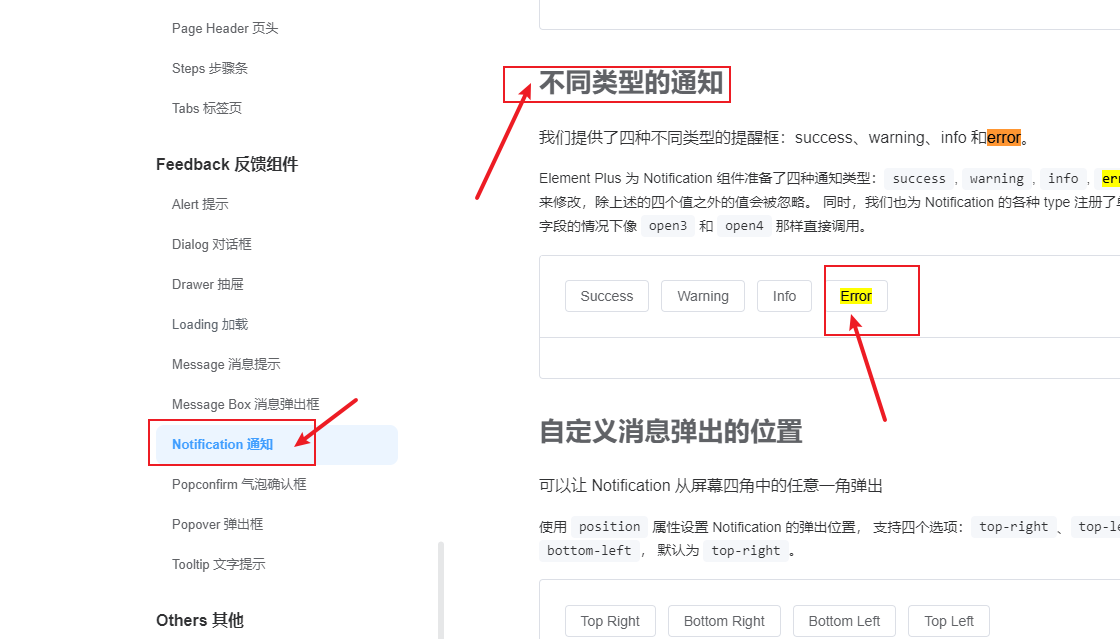 Page Header 页头
Steps 步骤条
Tabs 标签页
Feedback 反馈组件
Alert 提示
Dialog 对话框
Drawer 抽屉
Loading 加载
Message 消息提示
Message Box 消息弹出框
Notification 通知
Popconfirm 气泡确认框
Popover 弹出框
Tooltip 文字提示
Others 其他
不同类型的通知
我们提供了四种不同类型的提醒框：success、warning、info 和error。
Element Plus 为 Notification 组件准备了四种通知类型： success , warning , info ,
来修改，除上述的四个值之外的值会被忽略。 同时，我们也为 Notification 的各种 type 注册了
字段的情况下像 open3 和 open4 那样直接调用。
Success Warning Info Error
自定义消息弹出的位置
可以让 Notification 从屏幕四角中的任意一角弹出
使用 position 属性设置 Notification 的弹出位置， 支持四个选项： top-right 、
bottom-left ， 默认为 top-right 。
Top Right Bottom Right Bottom Left Top Left